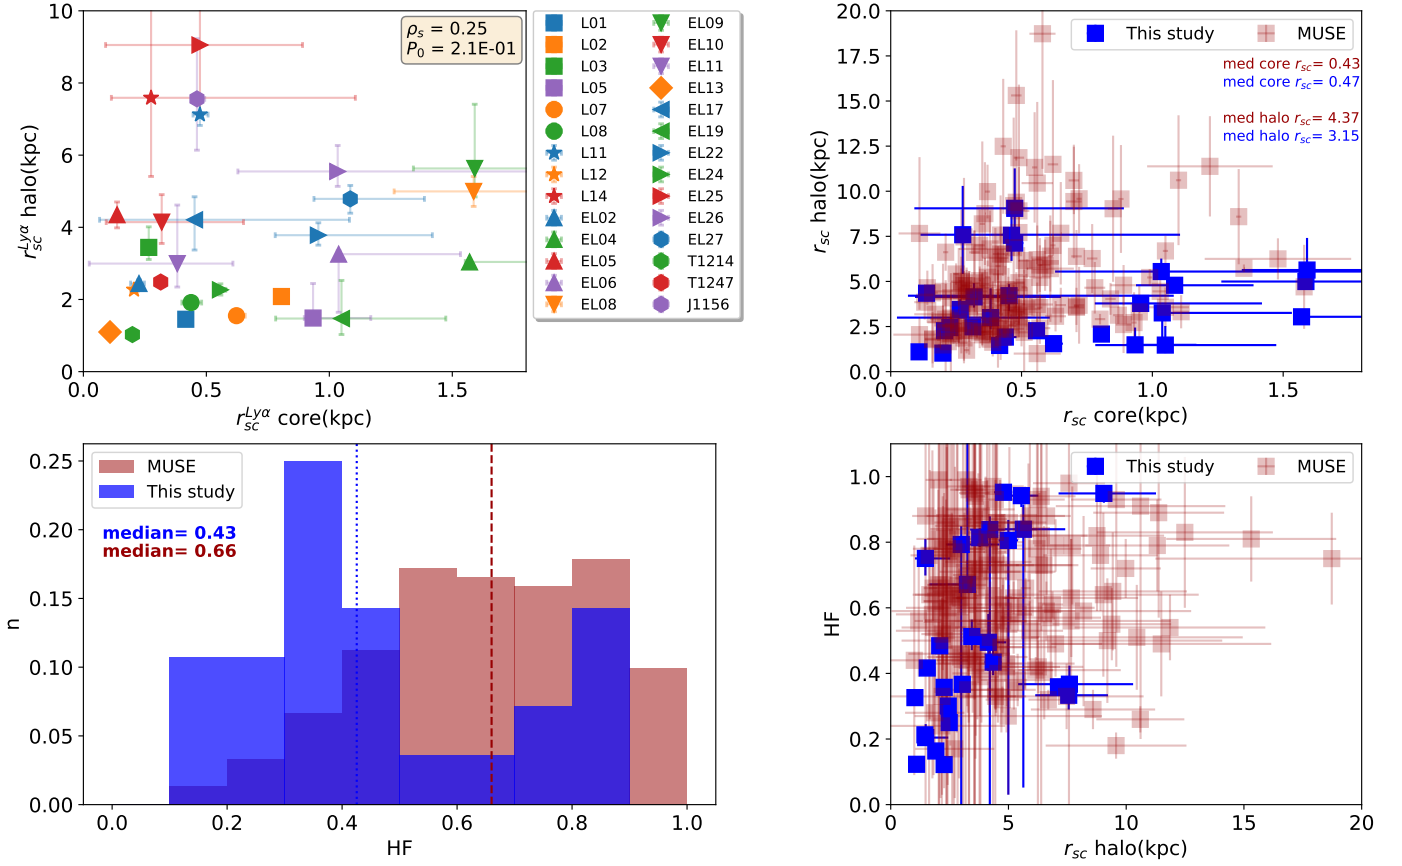 10
8
6
4
2
0
0.0
0.5
1.0
1.5
r_sc^Lyα halo(kpc)
r_sc^Lyα core(kpc)
ρ_s = 0.25
P_0 = 2.1E-01
L01
L02
L03
L05
L07
L08
L11
L12
L14
EL02
EL04
EL05
EL06
EL08
EL09
EL10
EL11
EL13
EL17
EL19
EL22
EL24
EL25
EL26
EL27
T1214
T1247
J1156
20.0
17.5
15.0
12.5
10.0
7.5
5.0
2.5
0.0
0.0
0.5
1.0
1.5
r_sc halo(kpc)
r_sc core(kpc)
This study
MUSE
med core r_sc= 0.43
med core r_sc= 0.47
med halo r_sc= 4.37
med halo r_sc= 3.15
0.25
0.20
0.15
0.10
0.05
0.00
0.0
0.2
0.4
0.6
0.8
1.0
n
HF
MUSE
This study
median= 0.43
median= 0.66
1.0
0.8
0.6
0.4
0.2
0.0
0
5
10
15
20
HF
r_sc halo(kpc)
This study
MUSE